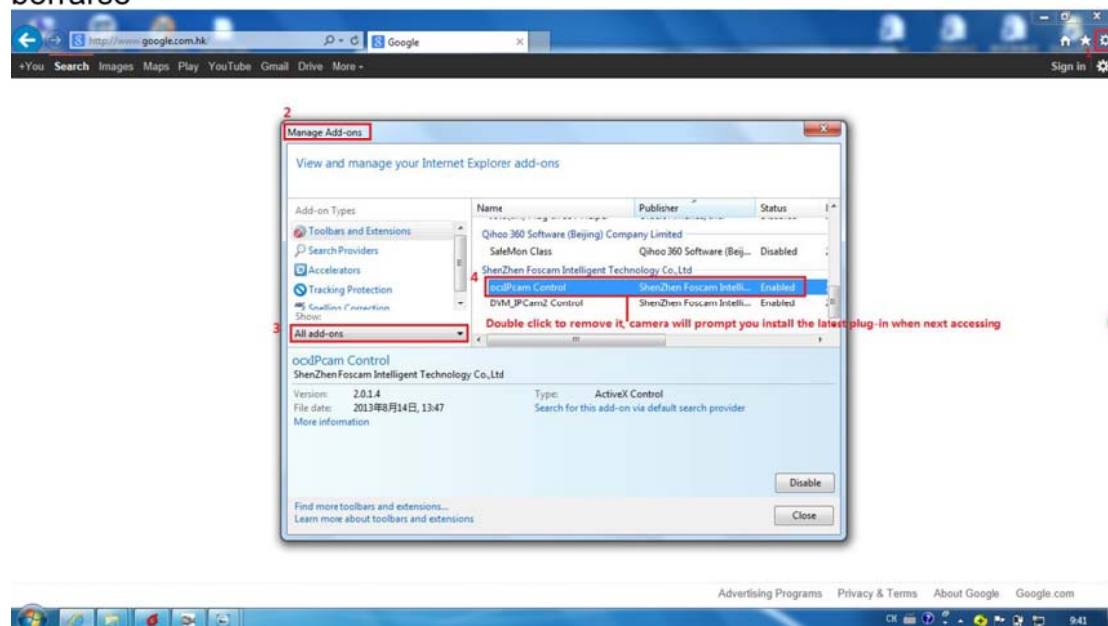 http://www.google.com.hk/
Google
1
+You Search Images Maps Play YouTube Gmail Drive More
Sign in
2
Manage Add-ons
View and manage your Internet Explorer add-ons
Add-on Types
Toolbars and Extensions
Search Providers
Accelerators
Tracking Protection
Spelling Correction
Show:
3
All add-ons
Name Publisher Status
Qihoo 360 Software (Beijing) Company Limited
SafeMon Class Qihoo 360 Software (Beij... Disabled
ShenZhen Foscam Intelligent Technology Co.,Ltd
4
ocxIPcam Control ShenZhen Foscam Intelli... Enabled
DVM_IPCam2 Control ShenZhen Foscam Intelli... Enabled
Double click to remove it, camera will prompt you install the latest plug-in when next accessing
ocxIPcam Control
ShenZhen Foscam Intelligent Technology Co.,Ltd
Version: 2.0.1.4
Type: ActiveX Control
File date: 2013年8月14日, 13:47
Search for this add-on via default search provider
More information
Disable
Find more toolbars and extensions...
Learn more about toolbars and extensions
Close
Advertising Programs Privacy & Terms About Google Google.com
CH
9:41